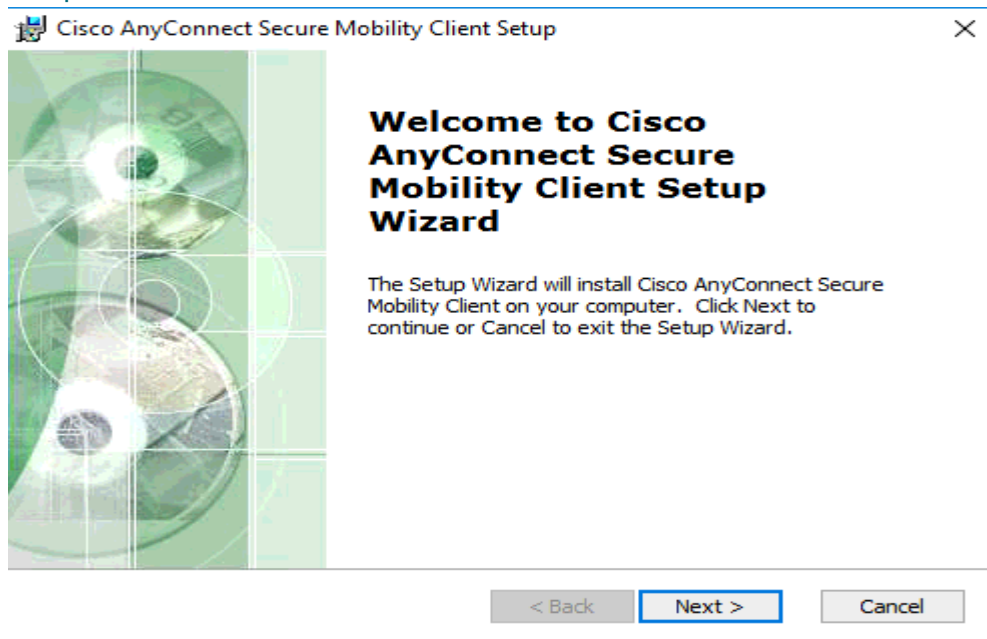 Cisco AnyConnect Secure Mobility Client Setup
Welcome to Cisco
AnyConnect Secure
Mobility Client Setup
Wizard
The Setup Wizard will install Cisco AnyConnect Secure
Mobility Client on your computer. Click Next to
continue or Cancel to exit the Setup Wizard.
< Back Next > Cancel